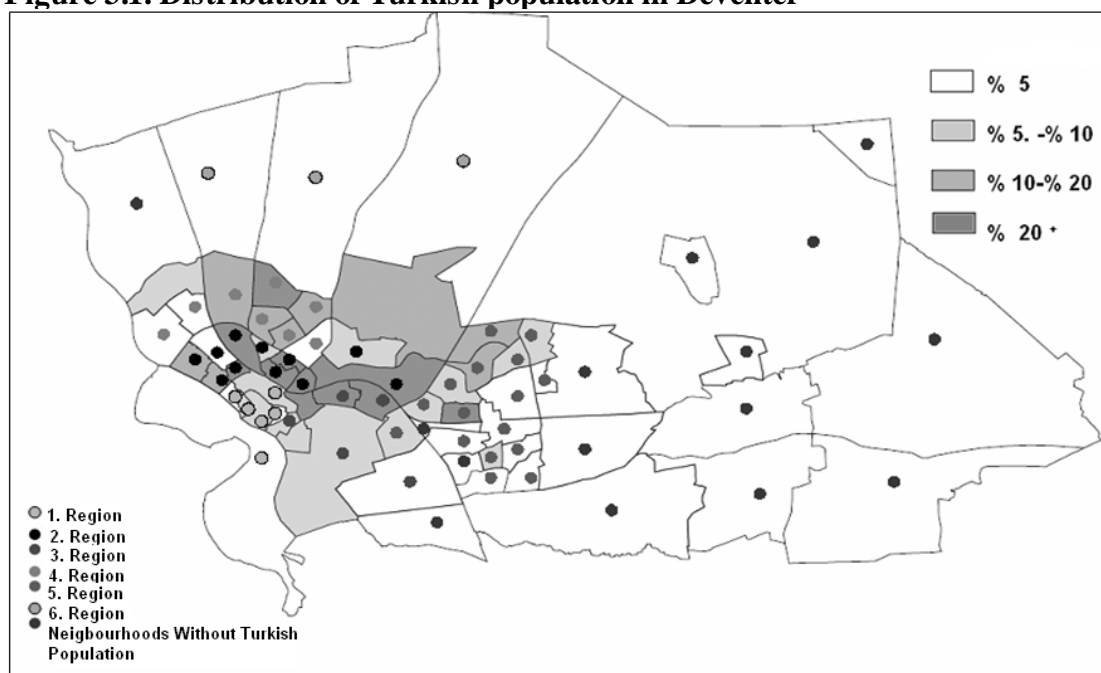 Figure 5.1. Distribution of Turkish population in Deventer
% 5
% 5. -% 10
% 10-% 20
% 20 +
1. Region
2. Region
3. Region
4. Region
5. Region
6. Region
Neigbourhoods Without Turkish
Population